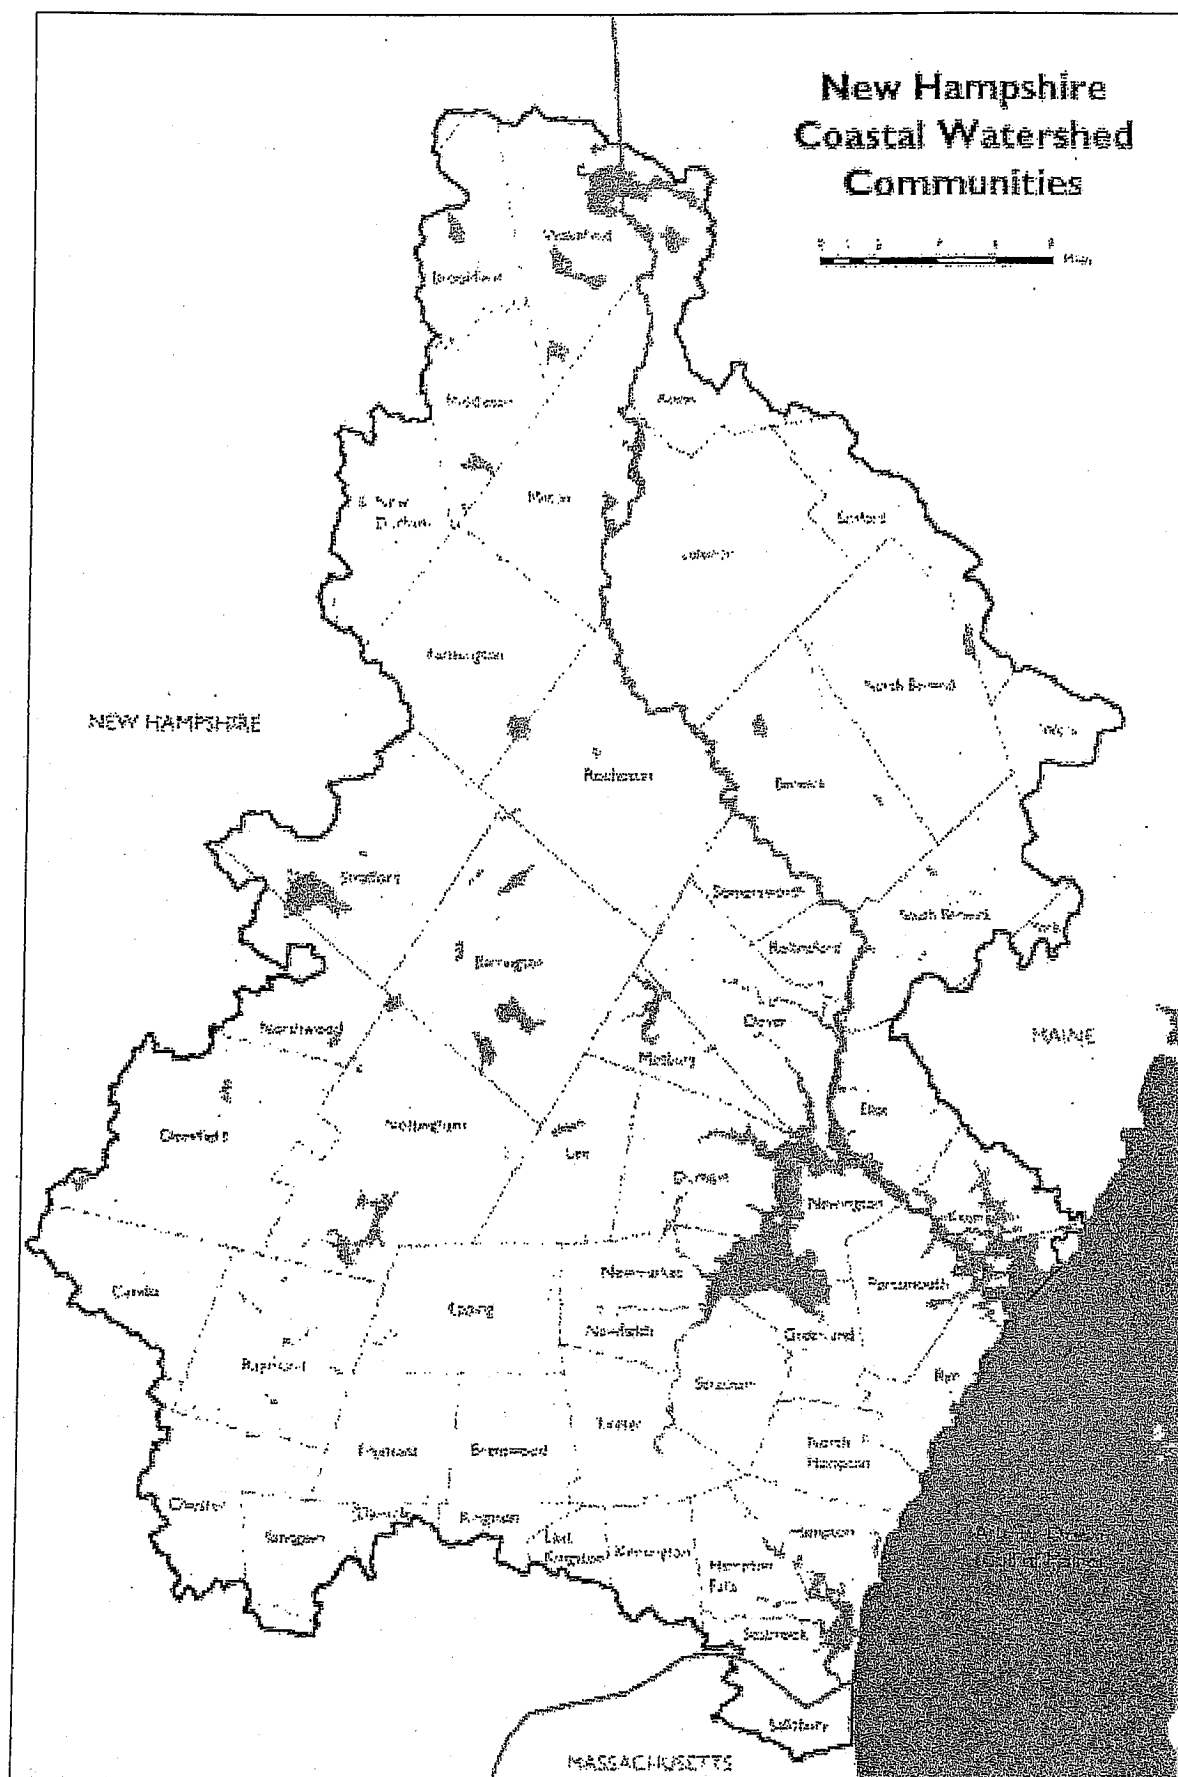 New Hampshire
Coastal Watershed
Communities
Miles
Wakefield
Brookfield
Middleton
Acton
New
Durham
Milton
Sanford
Lebanon
Farmington
North Berwick
NEW HAMPSHIRE
Wells
Rochester
Berwick
Strafford
Somersworth
South Berwick
York
Rollinsford
Barrington
Northwood
Dover
MAINE
Madbury
Eliot
Deerfield
Nottingham
Lee
Durham
Newington
Newmarket
Portsmouth
Candia
Epping
Newfields
Greenland
Raymond
Rye
Stratham
Exeter
North
Hampton
Fremont
Brentwood
Chester
Danville
Kingston
Sandown
East
Kingston
Kensington
Hampton
Hampton
Falls
Seabrook
Salisbury
MASSACHUSETTS